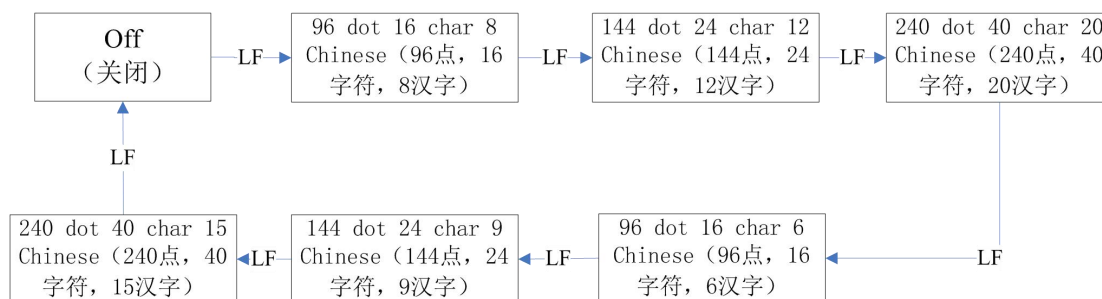 Off
（关闭）
LF
96 dot 16 char 8
Chinese（96点，16
字符，8汉字）
LF
144 dot 24 char 12
Chinese（144点，24
字符，12汉字）
LF
240 dot 40 char 20
Chinese（240点，40
字符，20汉字）
LF
96 dot 16 char 6
Chinese（96点，16
字符，6汉字）
LF
144 dot 24 char 9
Chinese（144点，24
字符，9汉字）
LF
240 dot 40 char 15
Chinese（240点，40
字符，15汉字）
LF